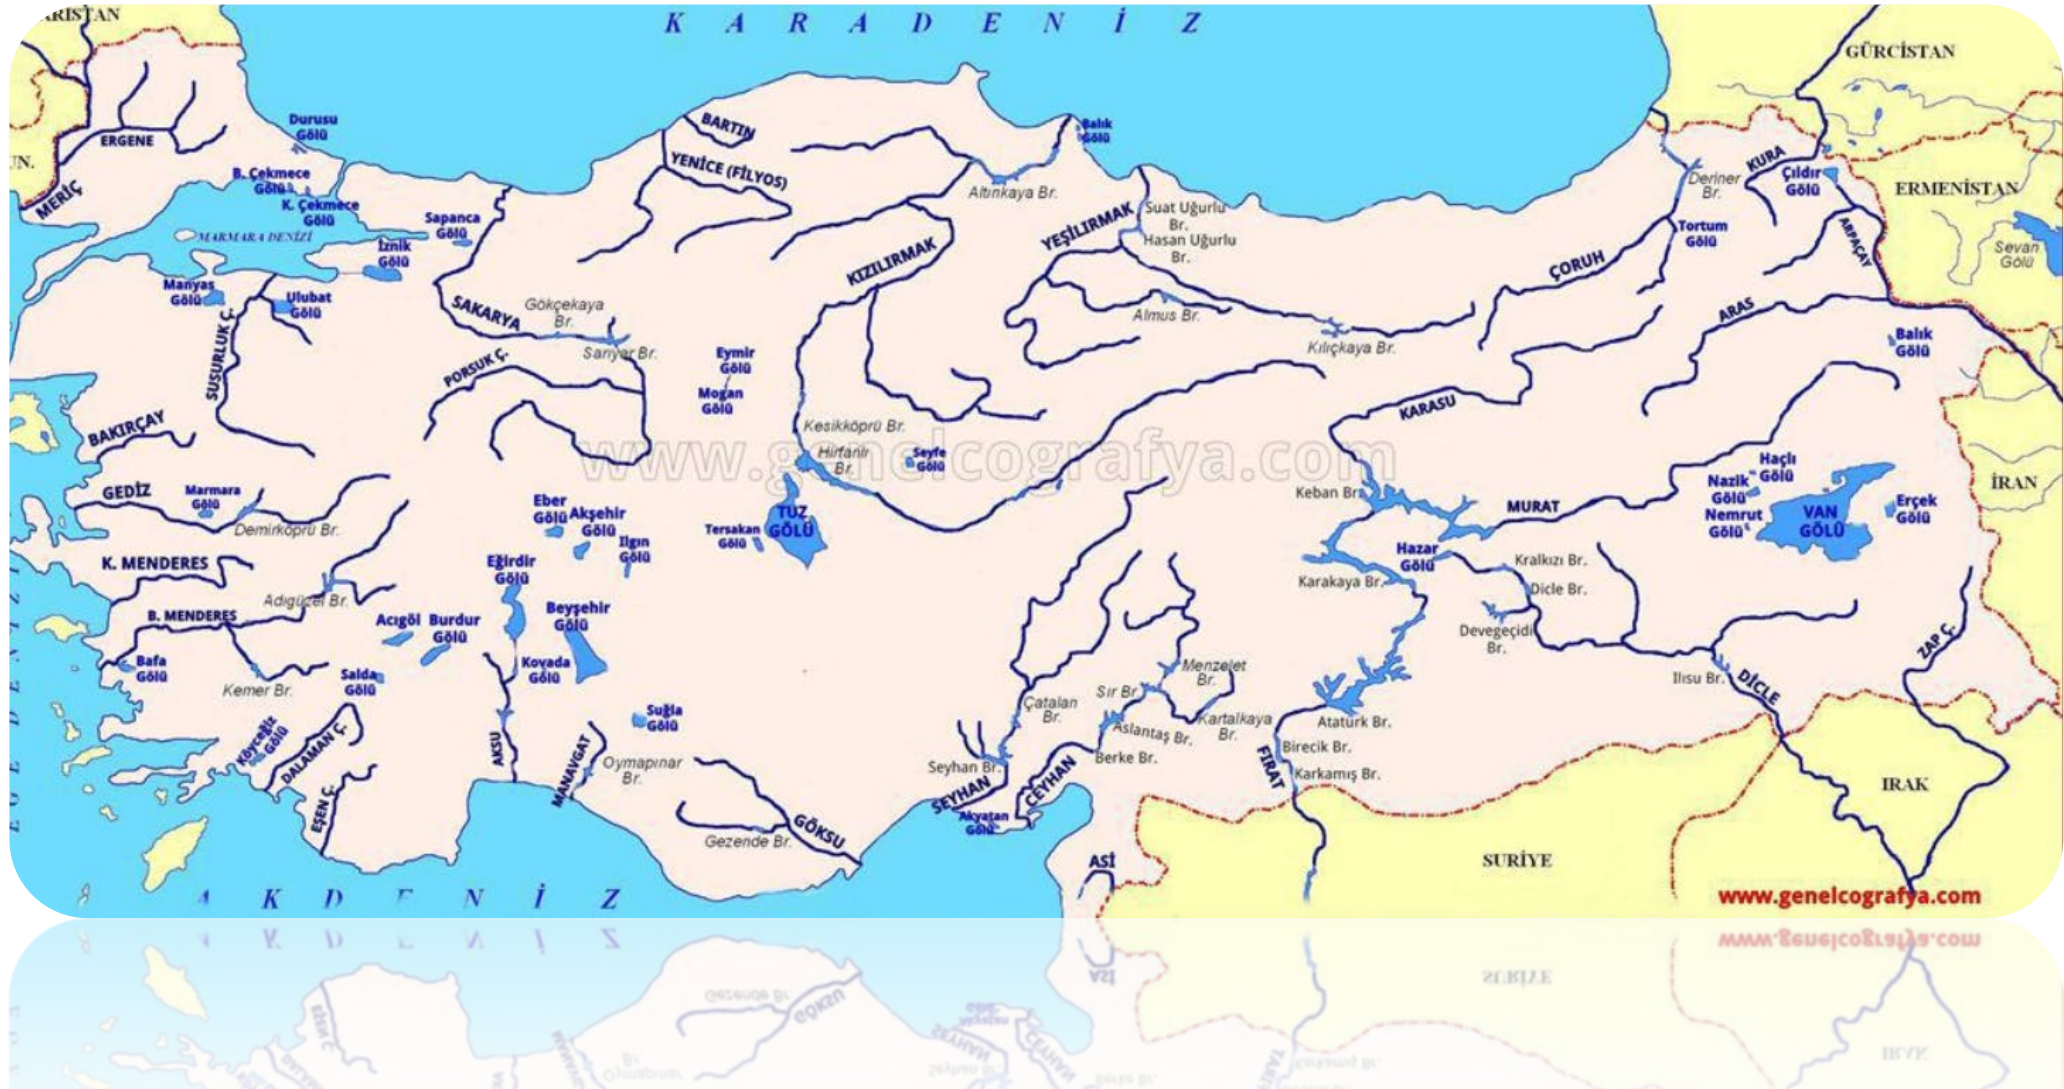 K A R A D E N İ Z
GÜRCİSTAN
ERGENE
MERİÇ
Durusu
Gölü
B. Çekmece
Gölü
K. Çekmece
Gölü
MARMARA DENİZİ
Sapanca
Gölü
İznik
Gölü
Manyas
Gölü
Ulubat
Gölü
SUSURLUK Ç.
BARTIN
YENİCE (FİLYOS)
Altınkaya Br.
Balık
Gölü
KIZILIRMAK
YEŞİLIRMAK
Suat Uğurlu
Br.
Hasan Uğurlu
Br.
Almus Br.
Kılıçkaya Br.
ÇORUH
Deriner
Br.
Tortum
Gölü
KURA
Çıldır
Gölü
ARPAÇAY
ERMENİSTAN
Sevan
Gölü
ARAS
Balık
Gölü
SAKARYA
Gökçekaya
Br.
Sarıyar Br.
PORSUK Ç.
Eymir
Gölü
Mogan
Gölü
Kesikköprü Br.
Hirfanlı
Br.
Seyfe
Gölü
www.genelcografya.com
BAKIRÇAY
GEDİZ
Marmara
Gölü
Demirköprü Br.
K. MENDERES
Adıgüzel Br.
B. MENDERES
Bafa
Gölü
Kemer Br.
Acıgöl
Burdur
Gölü
Salda
Gölü
Eğirdir
Gölü
Eber
Gölü
Akşehir
Gölü
Ilgın
Gölü
Beyşehir
Gölü
Kovada
Gölü
Suğla
Gölü
Tersakan
Gölü
TUZ
GÖLÜ
KARASU
Keban Br.
MURAT
Karakaya Br.
Hazar
Gölü
Kralkızı Br.
Dicle Br.
Devegeçidi
Br.
Haçlı
Gölü
Nazik
Gölü
Nemrut
Gölü
VAN
GÖLÜ
Erçek
Gölü
İRAN
ZAP Ç.
Ilısu Br.
DİCLE
Köyceğiz
Gölü
DALAMAN Ç.
EŞEN Ç.
AKSU
MANAVGAT
Oymapınar
Br.
Gezende Br.
GÖKSU
Seyhan Br.
SEYHAN
Akyatan
Gölü
CEYHAN
Çatalan
Br.
Sır Br.
Menzelet
Br.
Kartalkaya
Br.
Aslantaş Br.
Berke Br.
Atatürk Br.
Birecik Br.
Karkamış Br.
FIRAT
ASİ
SURİYE
IRAK
www.genelcografya.com